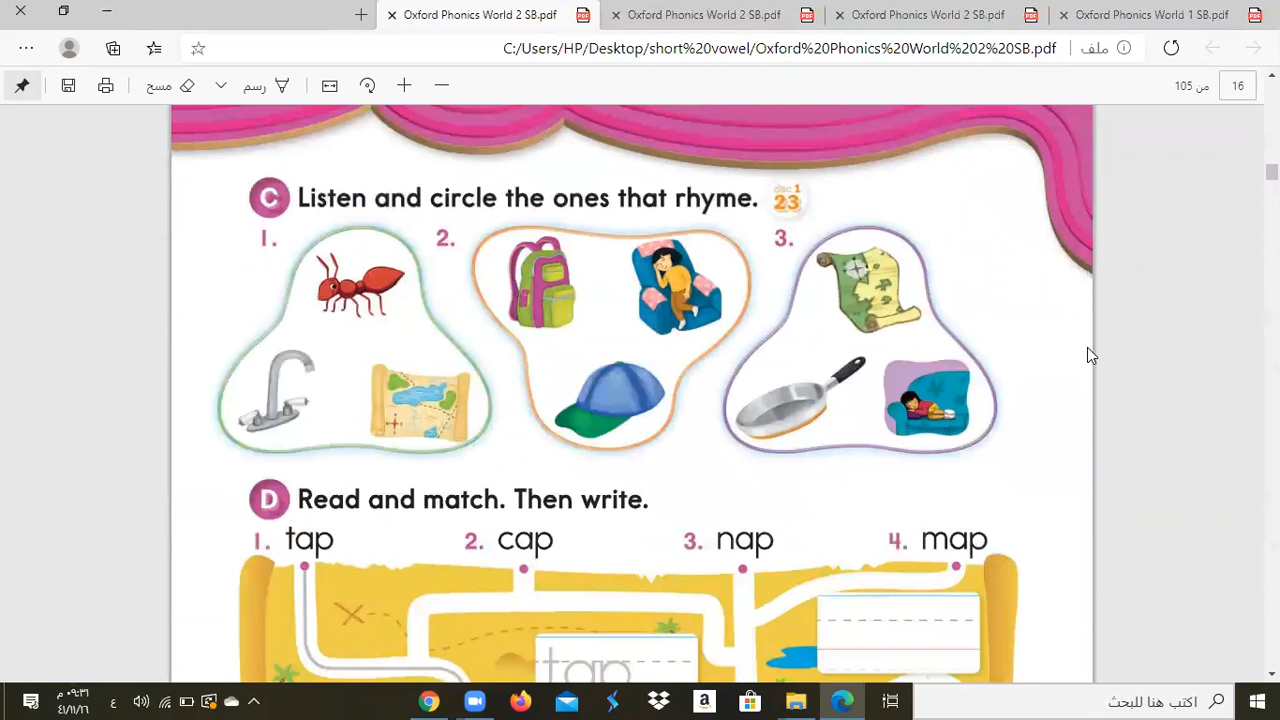 Oxford Phonics World 2 SB.pdf
Oxford Phonics World 2 SB.pdf
Oxford Phonics World 2 SB.pdf
Oxford Phonics World 1 SB.pdf
C:/Users/HP/Desktop/short%20vowel/Oxford%20Phonics%20World%202%20SB.pdf
ملف
مسح
رسم
من 105
16
C Listen and circle the ones that rhyme. disc 1 23
1. 2. 3.
D Read and match. Then write.
1. tap 2. cap 3. nap 4. map
tap
اكتب هنا للبحث
ع